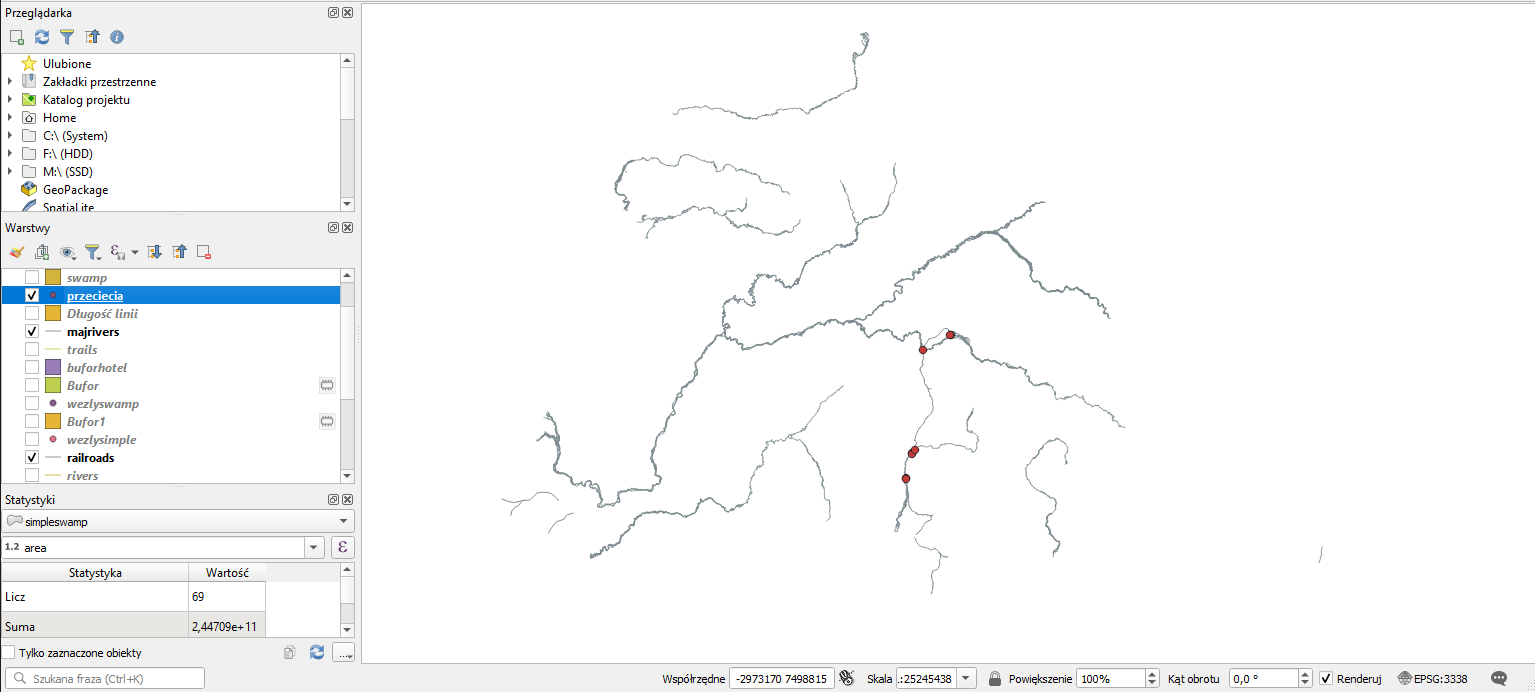 Przeglądarka
Ulubione
Zakładki przestrzenne
Katalog projektu
Home
C:\ (System)
F:\ (HDD)
M:\ (SSD)
GeoPackage
SpatiaLite
Warstwy
swamp
przeciecia
Długość linii
majrivers
trails
buforhotel
Bufor
wezlyswamp
Bufor1
wezlysimple
railroads
rivers
Statystyki
simpleswamp
1.2 area
ε
Statystyka Wartość
Licz 69
Suma 2,44709e+11
Tylko zaznaczone obiekty
...
Szukana fraza (Ctrl+K)
Współrzędne -2973170 7498815 Skala .:25245438 Powiększenie 100% Kąt obrotu 0,0 ° Renderuj EPSG:3338